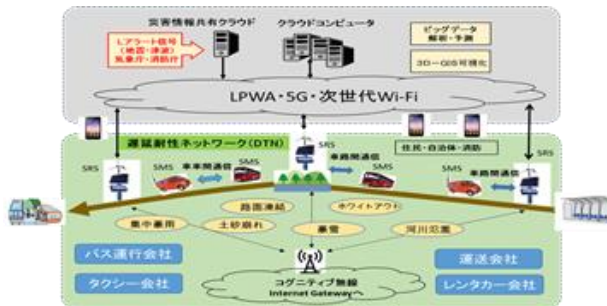 災害情報共有クラウド
クラウドコンピュータ
Lアラート信号
(地震・津波)
気象庁・消防庁
ビッグデータ
解析・予測
3D-GIS可視化
LPWA・5G・次世代Wi-Fi
遅延耐性ネットワーク(DTN)
住民・自治体・消防
SRS
SRS
SRS
SMS
車車間通信
SMS
車路間通信
SMS
SMS
車路間通信
路面凍結
ホワイトアウト
集中豪雨
土砂崩れ
暴雪
河川氾濫
バス運行会社
タクシー会社
運送会社
レンタカー会社
コグニティブ無線
Internet Gatewayへ